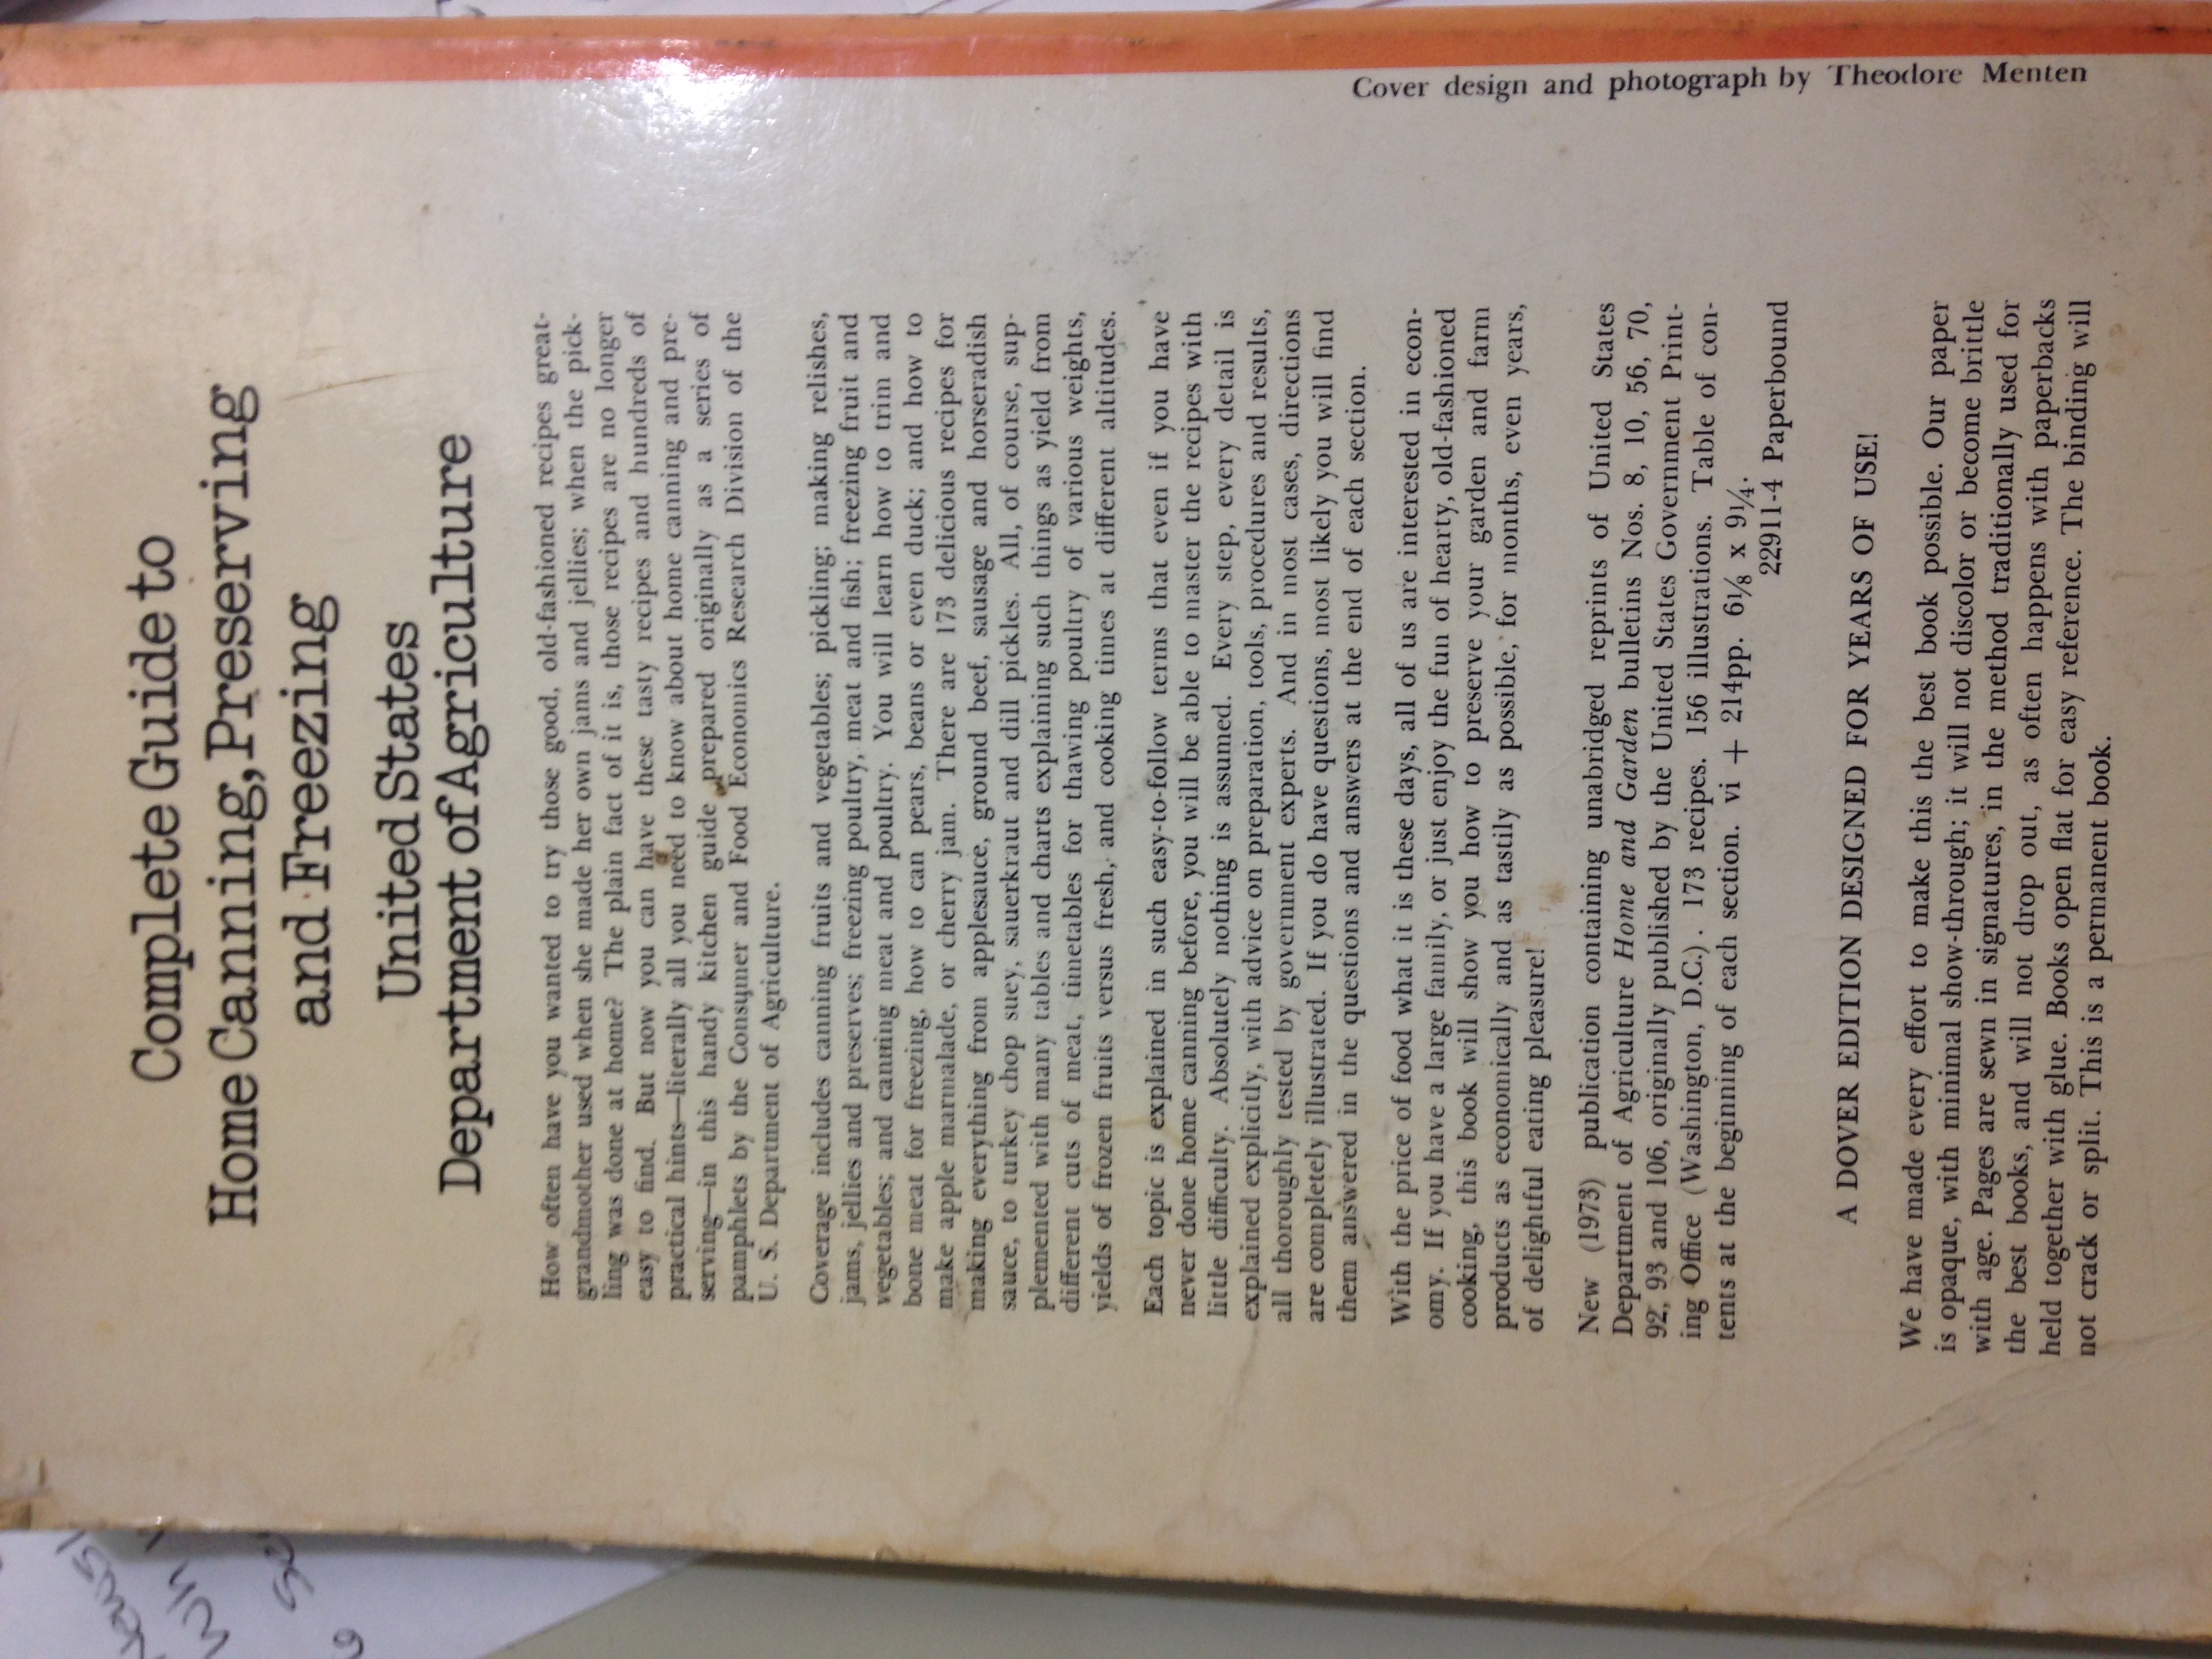 Complete Guide to
Home Canning, Preserving
and Freezing
United States
Department of Agriculture
How often have you wanted to try those good, old-fashioned recipes great-
grandmother used when she made her own jams and jellies; when the pick-
ling was done at home? The plain fact of it is, those recipes are no longer
easy to find. But now you can have these tasty recipes and hundreds of
practical hints—literally all you need to know about home canning and pre-
serving—in this handy kitchen guide prepared originally as a series of
pamphlets by the Consumer and Food Economics Research Division of the
U. S. Department of Agriculture.
Coverage includes canning fruits and vegetables; pickling; making relishes,
jams, jellies and preserves; freezing poultry, meat and fish; freezing fruit and
vegetables; and canning meat and poultry. You will learn how to trim and
bone meat for freezing, how to can pears, beans or even duck; and how to
make apple marmalade, or cherry jam. There are 173 delicious recipes for
making everything from applesauce, ground beef, sausage and horseradish
sauce, to turkey chop suey, sauerkraut and dill pickles. All, of course, sup-
plemented with many tables and charts explaining such things as yield from
different cuts of meat, timetables for thawing poultry of various weights,
yields of frozen fruits versus fresh, and cooking times at different altitudes.
Each topic is explained in such easy-to-follow terms that even if you have
never done home canning before, you will be able to master the recipes with
little difficulty. Absolutely nothing is assumed. Every step, every detail is
explained explicitly, with advice on preparation, tools, procedures and results,
all thoroughly tested by government experts. And in most cases, directions
are completely illustrated. If you do have questions, most likely you will find
them answered in the questions and answers at the end of each section.
With the price of food what it is these days, all of us are interested in econ-
omy. If you have a large family, or just enjoy the fun of hearty, old-fashioned
cooking, this book will show you how to preserve your garden and farm
products as economically and as tastily as possible, for months, even years,
of delightful eating pleasure!
New (1973) publication containing unabridged reprints of United States
Department of Agriculture Home and Garden bulletins Nos. 8, 10, 56, 70,
92, 93 and 106, originally published by the United States Government Print-
ing Office (Washington, D.C.). 173 recipes. 156 illustrations. Table of con-
tents at the beginning of each section. vi + 214pp. 6⅛ x 9¼.
22911-4 Paperbound
A DOVER EDITION DESIGNED FOR YEARS OF USE!
We have made every effort to make this the best book possible. Our paper
is opaque, with minimal show-through; it will not discolor or become brittle
with age. Pages are sewn in signatures, in the method traditionally used for
the best books, and will not drop out, as often happens with paperbacks
held together with glue. Books open flat for easy reference. The binding will
not crack or split. This is a permanent book.
Cover design and photograph by Theodore Menten